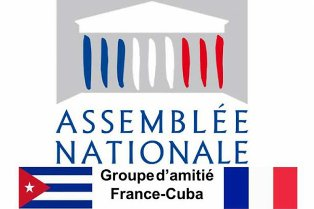 ASSEMBLÉE
NATIONALE
Groupe d'amitié
France-Cuba